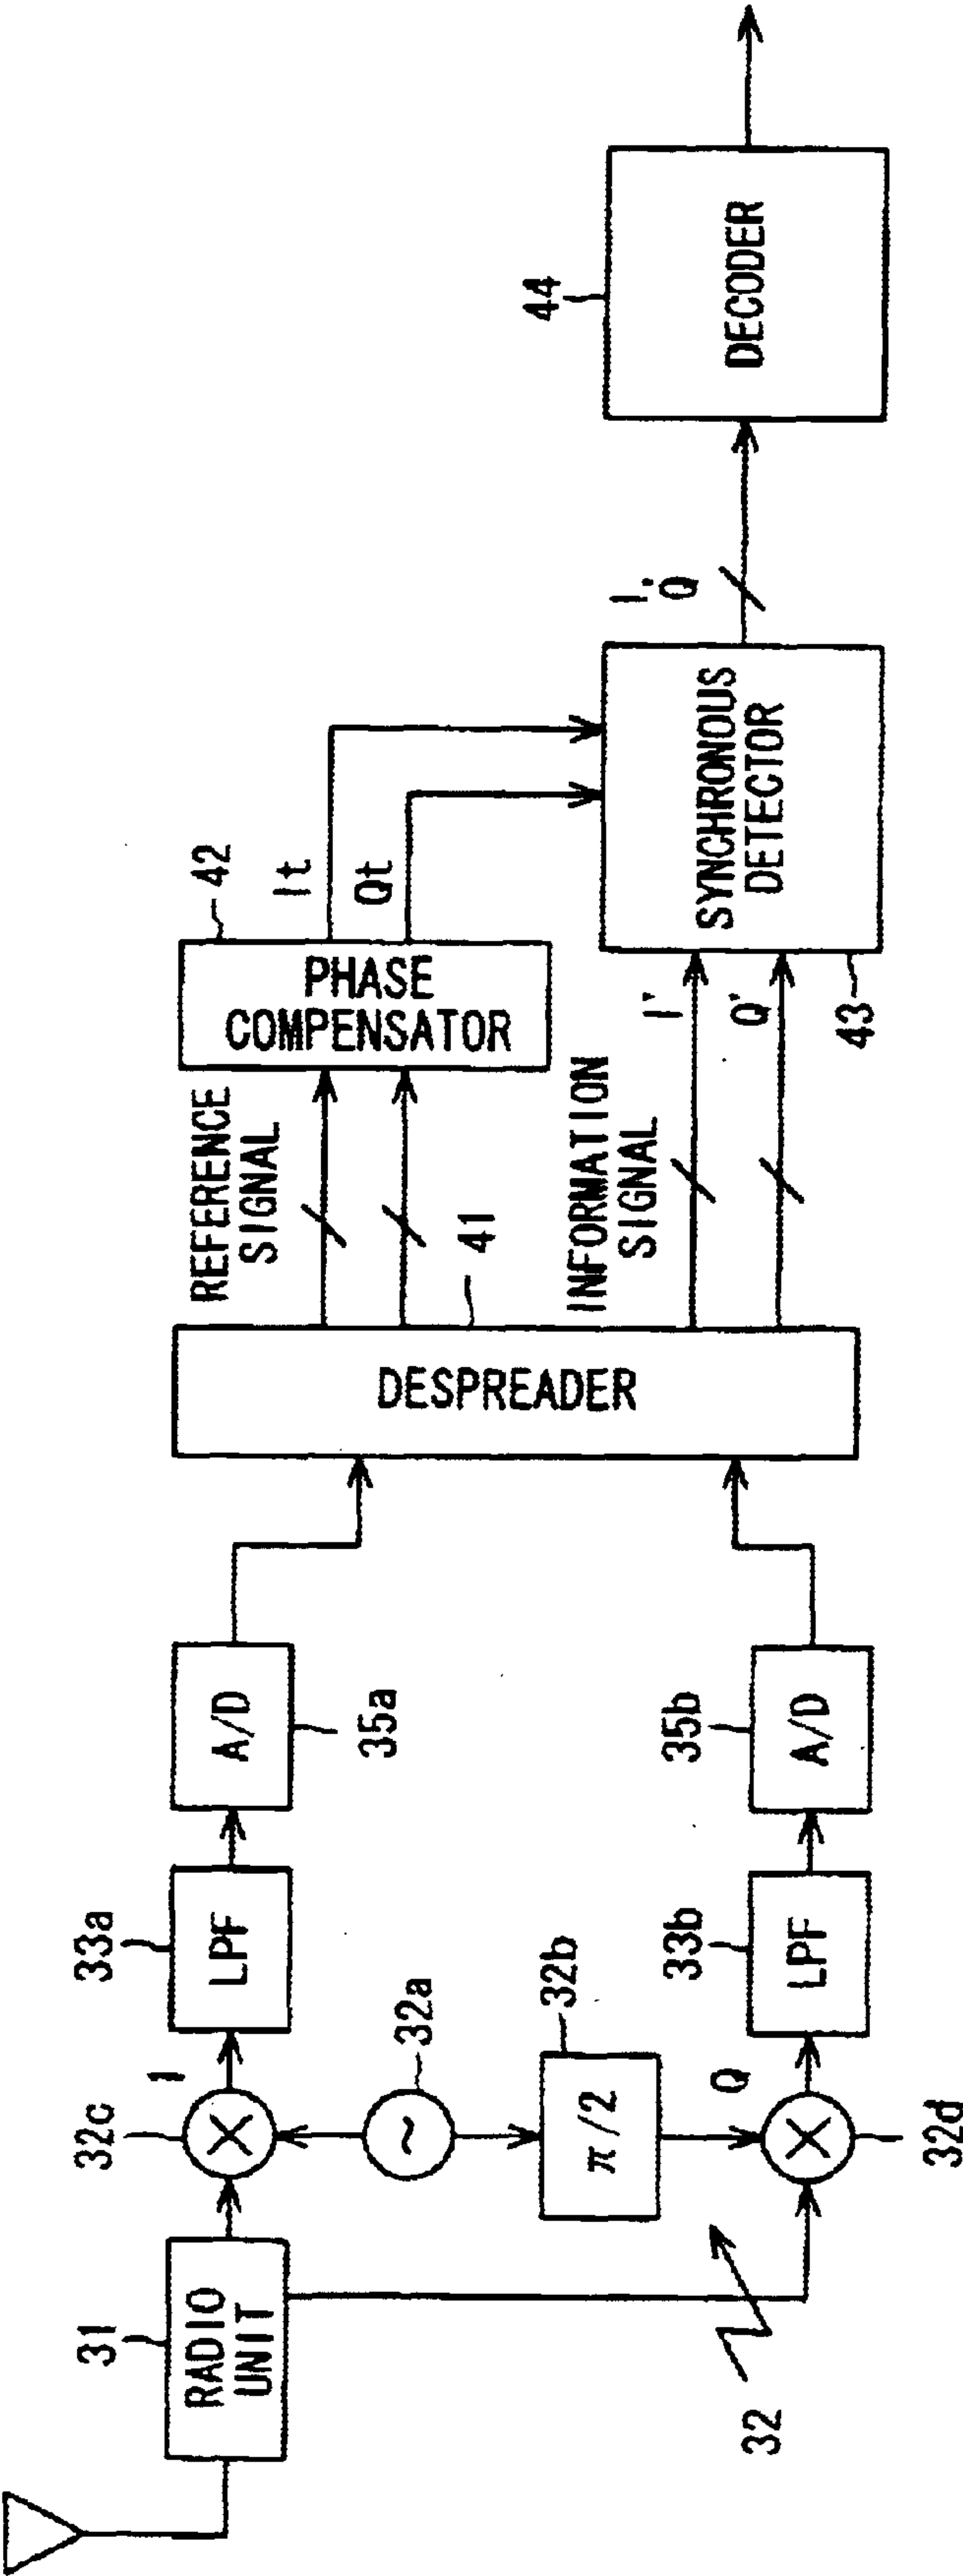 31
RADIO
UNIT
32
32c
I
32a
~
32b
π/2
Q
32d
33a
LPF
33b
LPF
A/D
35a
35b
A/D
DESPREADER
41
REFERENCE
SIGNAL
INFORMATION
SIGNAL
I'
Q'
42
PHASE
COMPENSATOR
It
Qt
SYNCHRONOUS
DETECTOR
43
I,
Q
44
DECODER